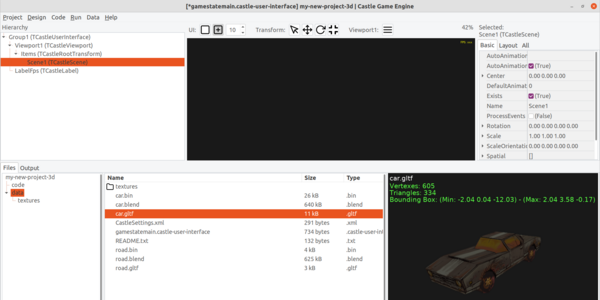 [*gamestatemain.castle-user-interface] my-new-project-3d | Castle Game Engine
Project Design Code Run Data Help
Hierarchy
Group1 (TCastleUserInterface)
Viewport1 (TCastleViewport)
Items (TCastleRootTransform)
Scene1 (TCastleScene)
LabelFps (TCastleLabel)
UI: 10 Transform: Viewport1: 42%
Selected:
Scene1 (TCastleScene)
Basic Layout All
AutoAnimation
AutoAnimation (True)
Center 0.00 0.00 0.00
DefaultAnimat 0
Exists (True)
Name Scene1
ProcessEvents (False)
Rotation 0.00 0.00 0.00 0.00
Scale 1.00 1.00 1.00
ScaleOrientati 0.00 0.00 0.00 0.00
Spatial []
Files Output
my-new-project-3d
code
data
textures
Name Size Type
textures
car.bin 26 kB .bin
car.blend 640 kB .blend
car.gltf 11 kB .gltf
CastleSettings.xml 291 bytes .xml
gamestatemain.castle-user-interface 734 bytes .castle-user-int
README.txt 132 bytes .txt
road.bin 4 kB .bin
road.blend 625 kB .blend
road.gltf 3 kB .gltf
car.gltf
Vertexes: 605
Triangles: 334
Bounding Box: (Min: -2.04 0.04 -12.03) - (Max: 2.04 3.58 -0.17)